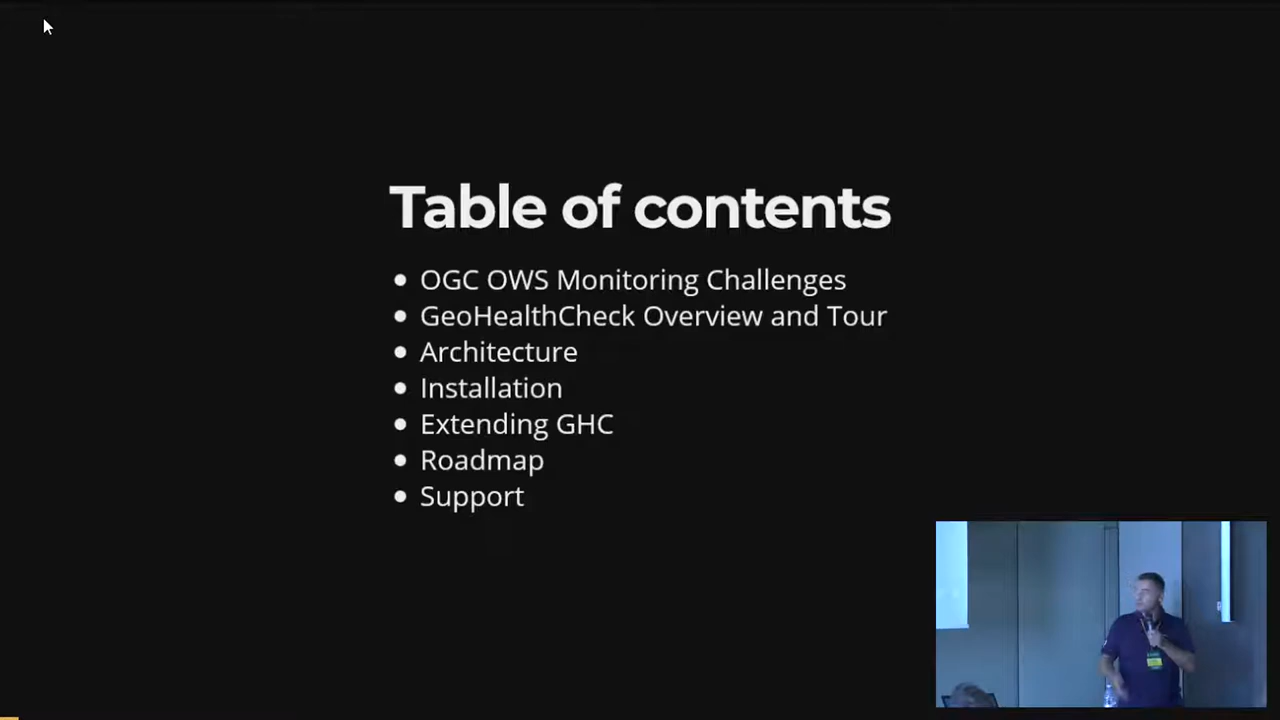 Table of contents
OGC OWS Monitoring Challenges
GeoHealthCheck Overview and Tour
Architecture
Installation
Extending GHC
Roadmap
Support